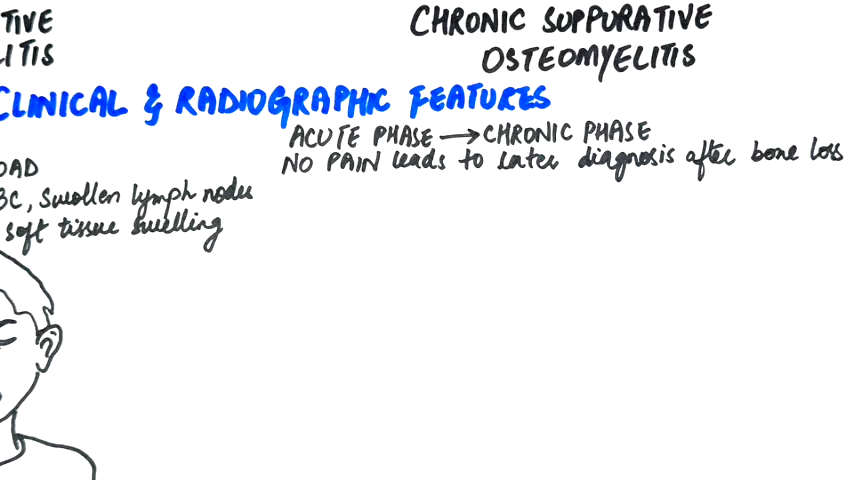 TIVE
LITIS
CHRONIC SUPPURATIVE
OSTEOMYELITIS
CLINICAL & RADIOGRAPHIC FEATURES
OAD
BC, Swollen lymph nodes
soft tissue swelling
ACUTE PHASE → CHRONIC PHASE
NO PAIN leads to later diagnosis after bone loss